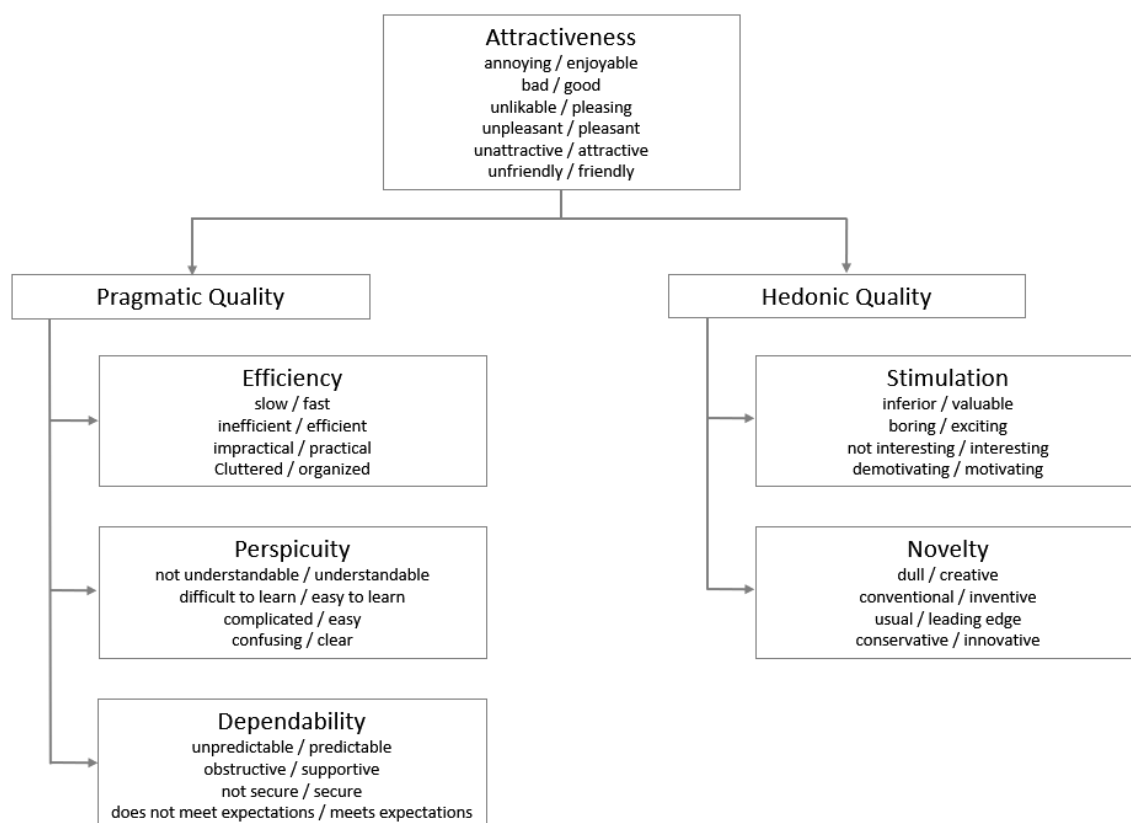 Attractiveness
annoying / enjoyable
bad / good
unlikable / pleasing
unpleasant / pleasant
unattractive / attractive
unfriendly / friendly
Pragmatic Quality
Efficiency
slow / fast
inefficient / efficient
impractical / practical
Cluttered / organized
Perspicuity
not understandable / understandable
difficult to learn / easy to learn
complicated / easy
confusing / clear
Dependability
unpredictable / predictable
obstructive / supportive
not secure / secure
does not meet expectations / meets expectations
Hedonic Quality
Stimulation
inferior / valuable
boring / exciting
not interesting / interesting
demotivating / motivating
Novelty
dull / creative
conventional / inventive
usual / leading edge
conservative / innovative